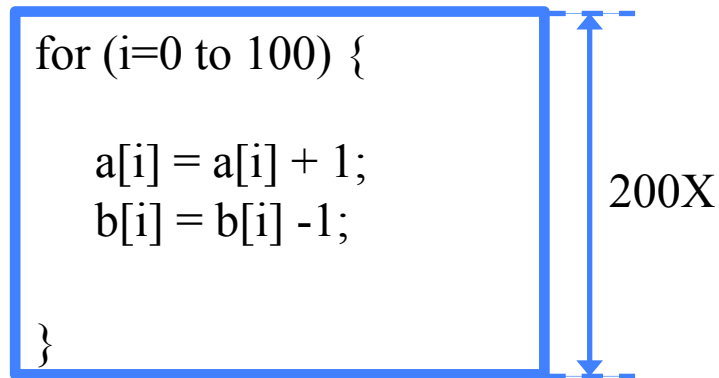 for (i=0 to 100) {
a[i] = a[i] + 1;
b[i] = b[i] -1;
}
200X